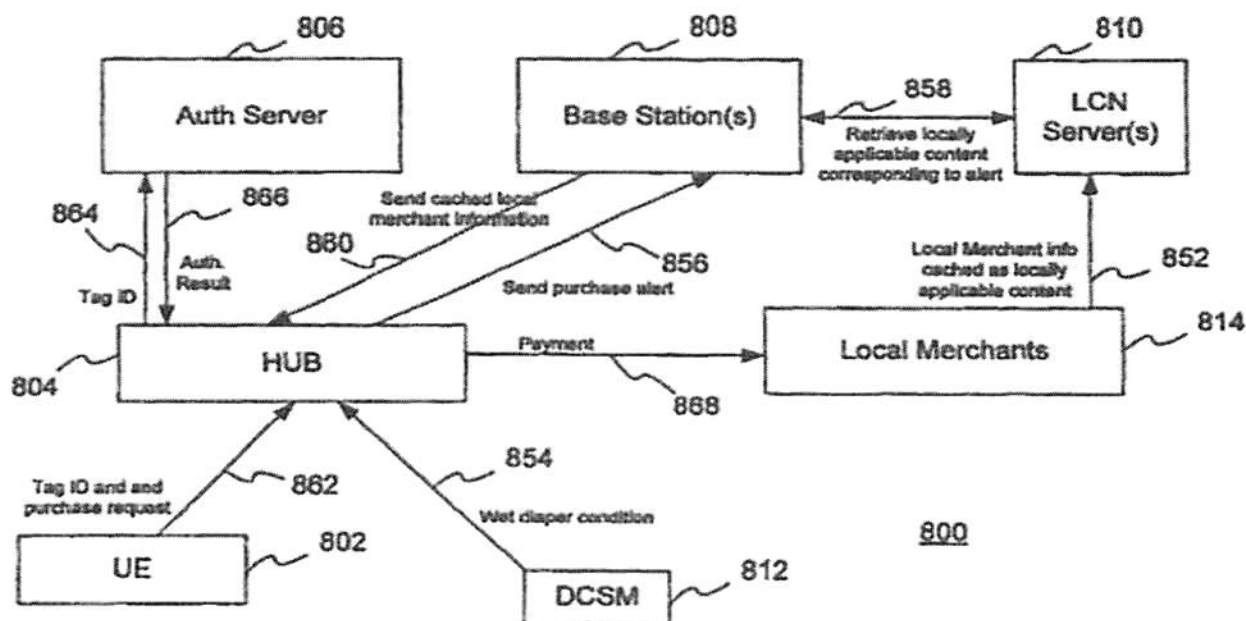 806
808
810
Auth Server
Base Station(s)
LCN
Server(s)
858
Retrieve locally
applicable content
corresponding to alert
864
866
Send cached local
merchant information
860
856
Local Merchant info
cached as locally
applicable content
852
Tag ID
Auth.
Result
Send purchase alert
HUB
804
Payment
868
Local Merchants
814
Tag ID and and
purchase request
862
854
Wet diaper condition
UE
802
DCSM
812
800